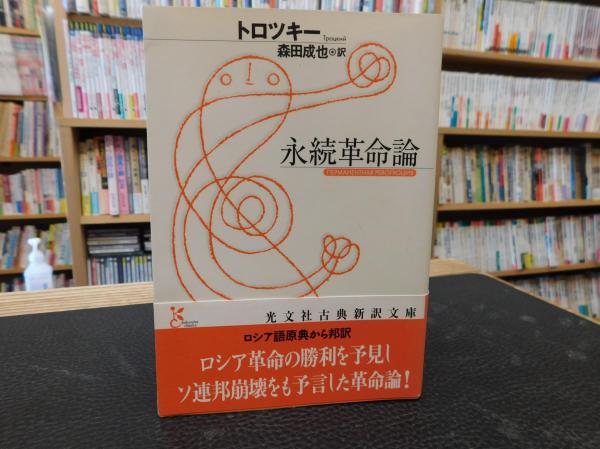 トロツキー
Троцкий
森田成也◎訳
永続革命論
ПЕРМАНЕНТНАЯ РЕВОЛЮЦИЯ
光文社古典新訳文庫
ロシア語原典から邦訳
ロシア革命の勝利を予見し
ソ連邦崩壊をも予言した革命論！